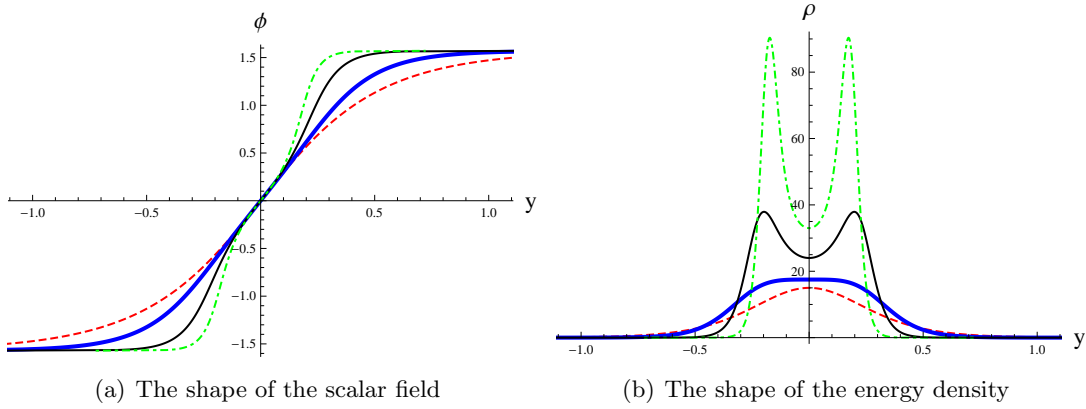 ϕ
1.5
1.0
0.5
-1.0 -0.5 0.5 1.0 y
-0.5
-1.0
-1.5
(a) The shape of the scalar field
ρ
80
60
40
20
-1.0 -0.5 0.5 1.0 y
(b) The shape of the energy density